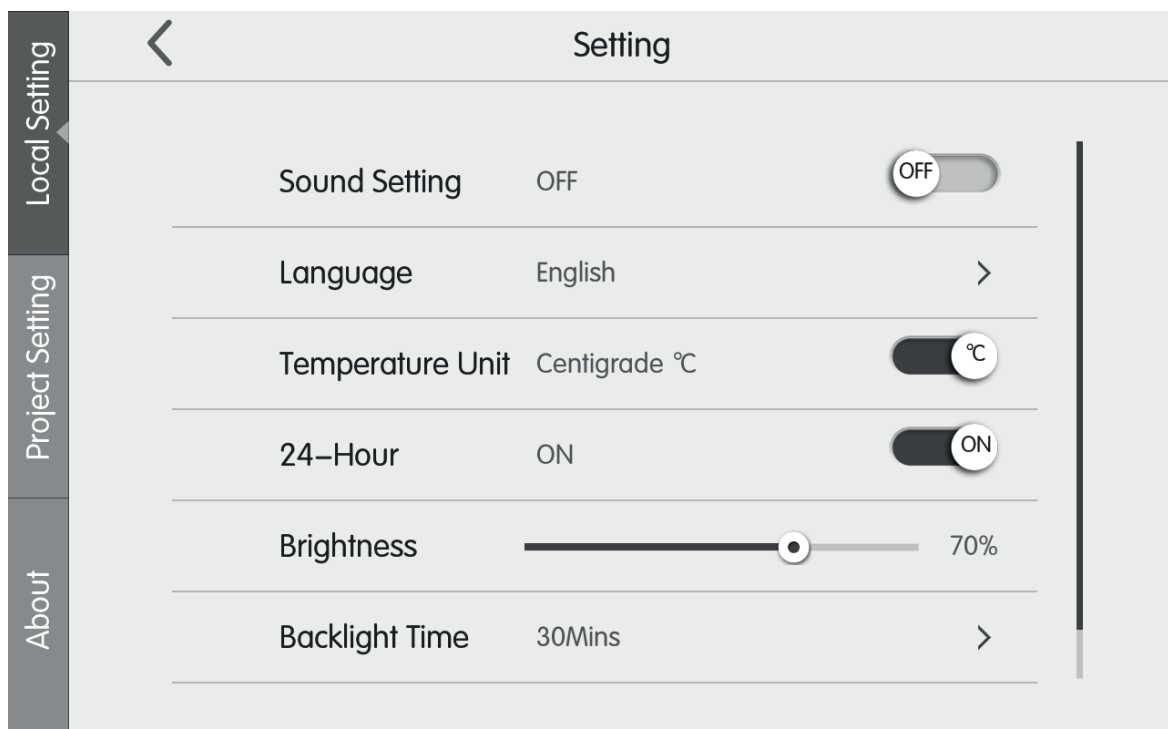 Setting
Local Setting
Project Setting
About
Sound Setting OFF OFF
Language English
Temperature Unit Centigrade ℃ ℃
24–Hour ON ON
Brightness 70%
Backlight Time 30Mins